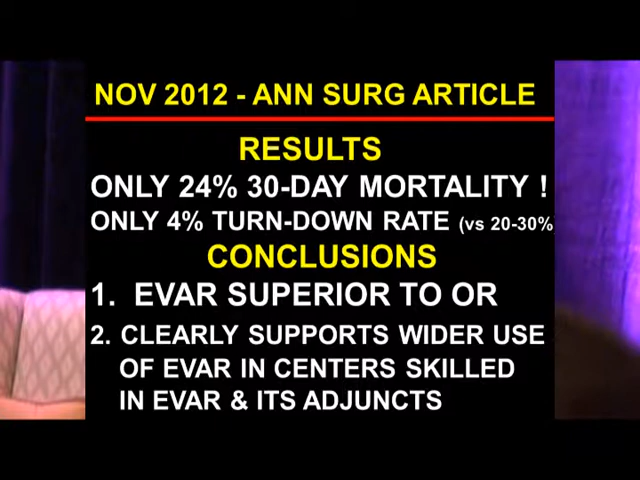 NOV 2012 - ANN SURG ARTICLE
RESULTS
ONLY 24% 30-DAY MORTALITY !
ONLY 4% TURN-DOWN RATE (vs 20-30%
CONCLUSIONS
1. EVAR SUPERIOR TO OR
2. CLEARLY SUPPORTS WIDER USE
OF EVAR IN CENTERS SKILLED
IN EVAR & ITS ADJUNCTS